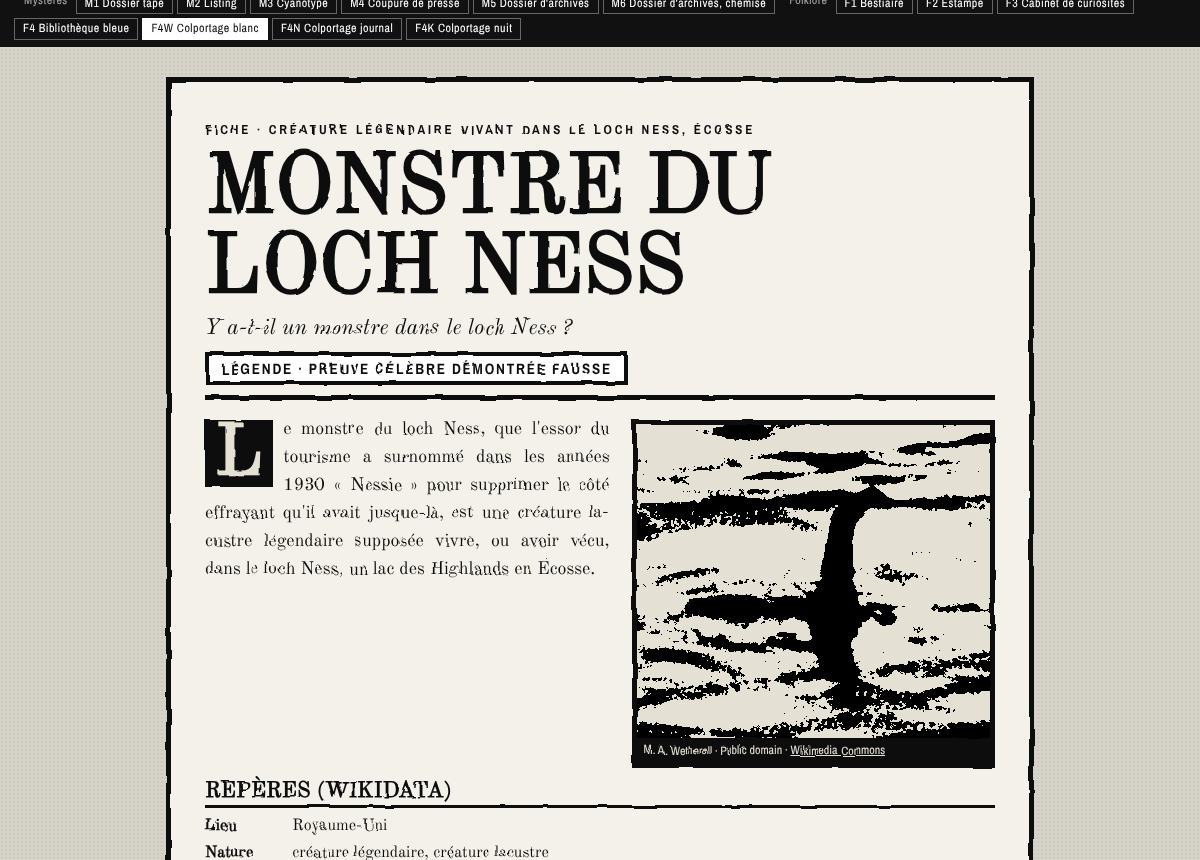 Mystères M1 Dossier tapé M2 Listing M3 Cyanotype M4 Coupure de presse M5 Dossier d'archives M6 Dossier d'archives, chemise Folklore F1 Bestiaire F2 Estampe F3 Cabinet de curiosités
F4 Bibliothèque bleue F4W Colportage blanc F4N Colportage journal F4K Colportage nuit
FICHE · CRÉATURE LÉGENDAIRE VIVANT DANS LE LOCH NESS, ÉCOSSE
MONSTRE DU
LOCH NESS
Y a-t-il un monstre dans le loch Ness ?
LÉGENDE · PREUVE CÉLÈBRE DÉMONTRÉE FAUSSE
Le monstre du loch Ness, que l'essor du
tourisme a surnommé dans les années
1930 « Nessie » pour supprimer le côté
effrayant qu'il avait jusque-là, est une créature la-
custre légendaire supposée vivre, ou avoir vécu,
dans le loch Ness, un lac des Highlands en Écosse.
M. A. Wetherell · Public domain · Wikimedia Commons
REPÈRES (WIKIDATA)
Lieu Royaume-Uni
Nature créature légendaire, créature lacustre